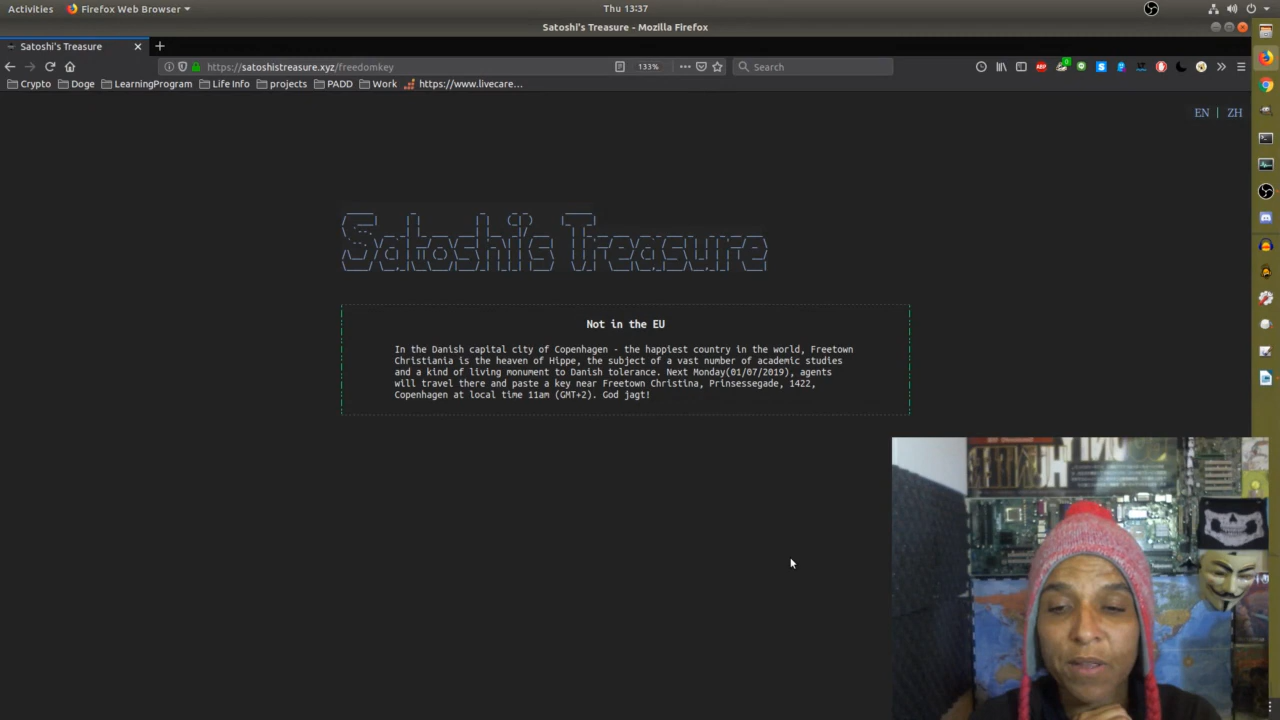 Activities
Firefox Web Browser
Thu 13:37
Satoshi's Treasure - Mozilla Firefox
Satoshi's Treasure
https://satoshistreasure.xyz/freedomkey
133%
Search
Crypto
Doge
LearningProgram
Life Info
projects
PADD
Work
https://www.livecare…
EN | ZH
Satoshi's Treasure
Not in the EU
In the Danish capital city of Copenhagen - the happiest country in the world, Freetown
Christiania is the heaven of Hippe, the subject of a vast number of academic studies
and a kind of living monument to Danish tolerance. Next Monday(01/07/2019), agents
will travel there and paste a key near Freetown Christina, Prinsessegade, 1422,
Copenhagen at local time 11am (GMT+2). God jagt!